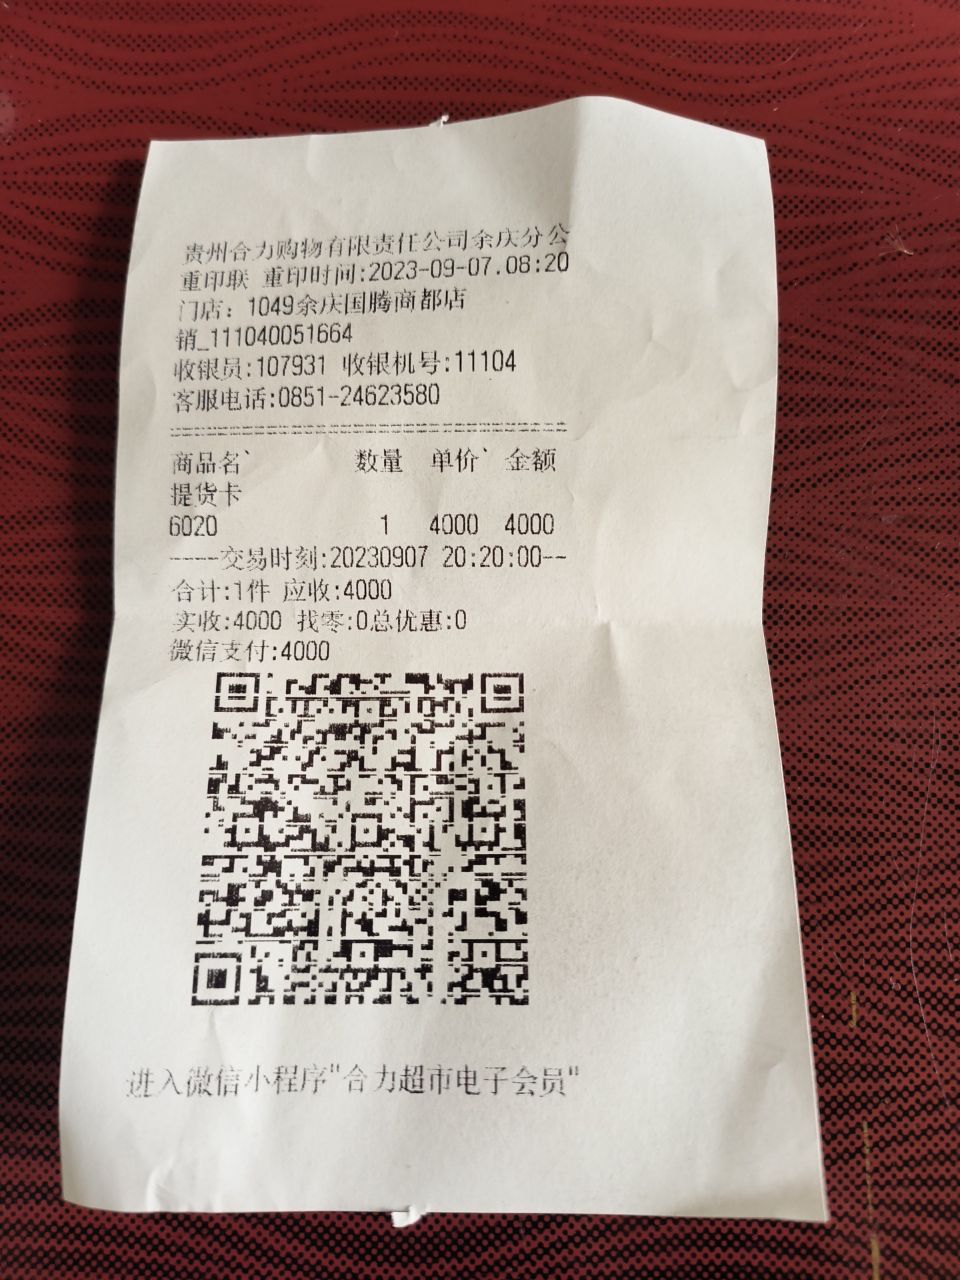 贵州合力购物有限责任公司余庆分公
重印联 重印时间:2023-09-07.08:20
门店：1049余庆国腾商都店
销_111040051664
收银员:107931 收银机号:11104
客服电话:0851-24623580
商品名` 数量 单价` 金额
提货卡
6020 1 4000 4000
-----交易时刻:20230907 20:20:00--
合计:1件 应收:4000
实收:4000 找零:0总优惠:0
微信支付:4000
进入微信小程序"合力超市电子会员"